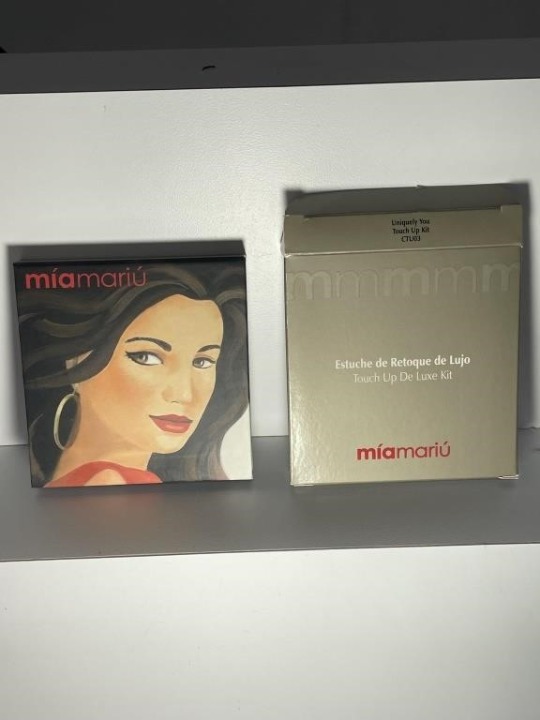 míamariú
Uniquely You
Touch Up Kit
CTU03
mmmmm
Estuche de Retoque de Lujo
Touch Up De Luxe Kit
míamariú